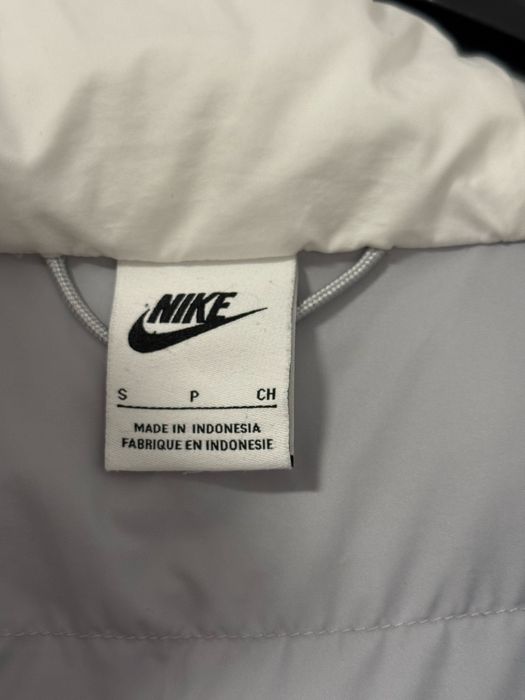 NIKE
S P CH
MADE IN INDONESIA
FABRIQUE EN INDONESIE